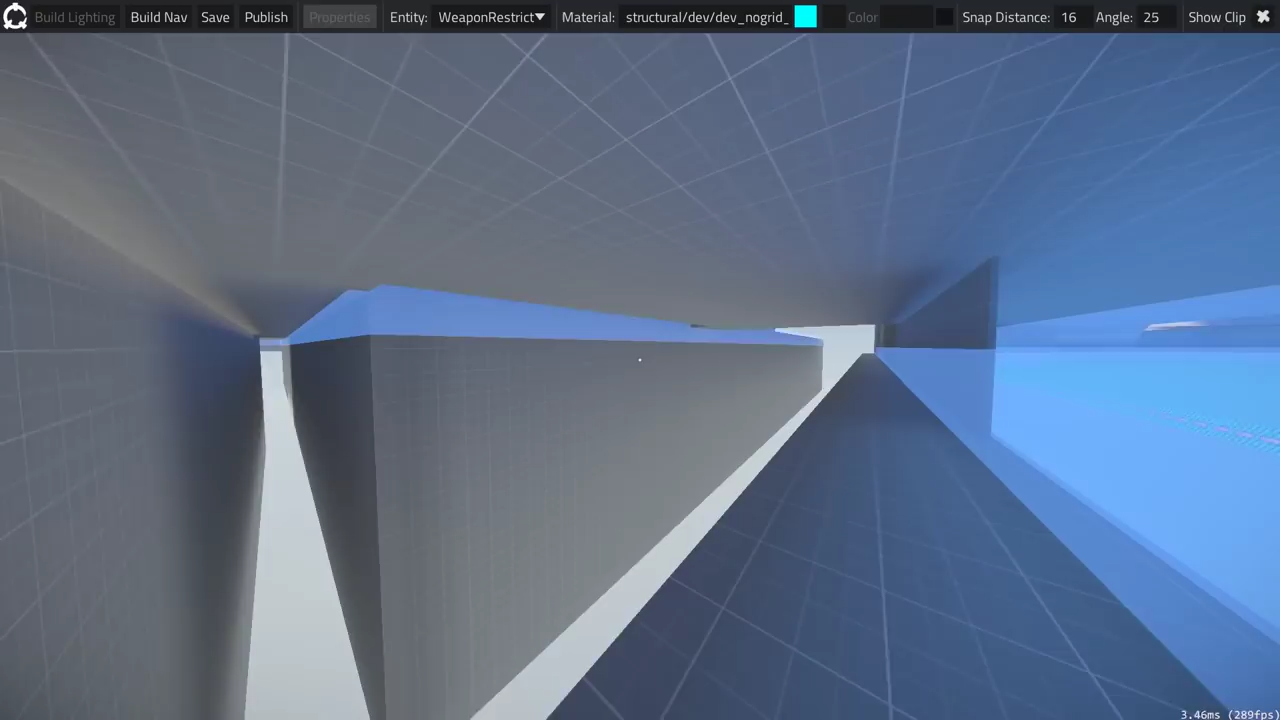 Build Lighting Build Nav Save Publish Properties Entity: WeaponRestrict Material: structural/dev/dev_nogrid_ Color Snap Distance: 16 Angle: 25 Show Clip
3.46ms (289fps)